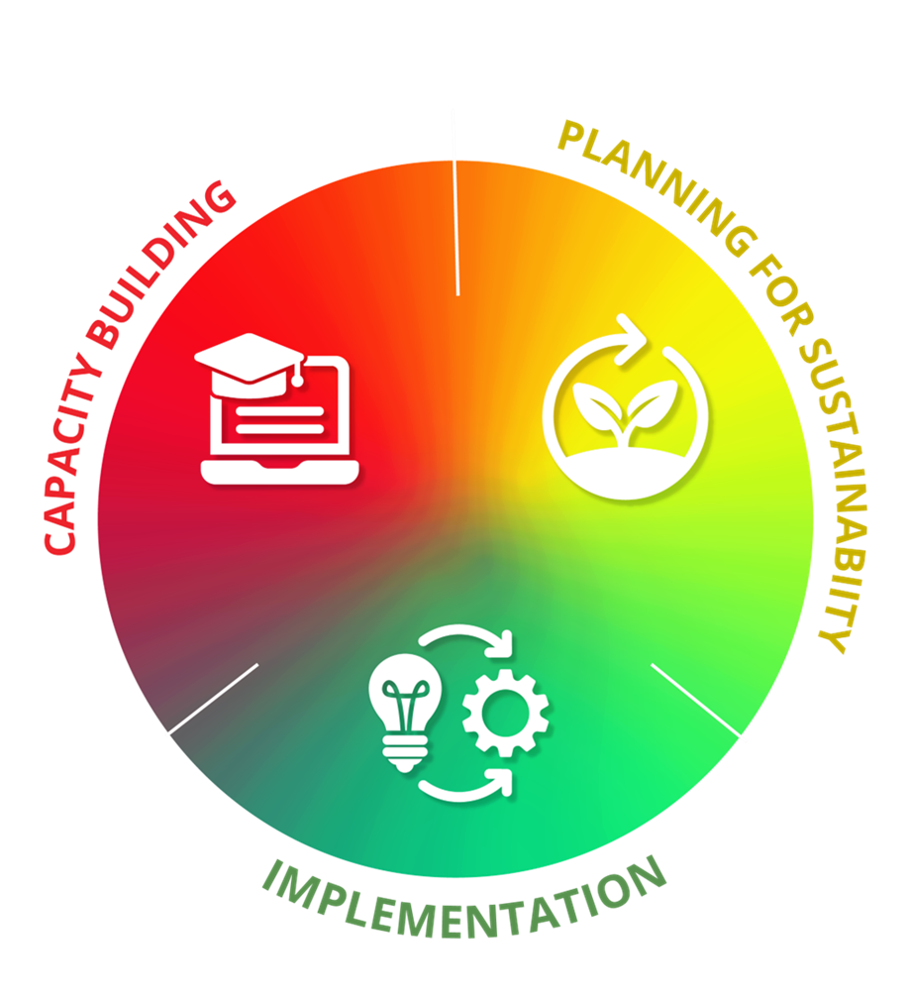 CAPACITY BUILDING
PLANNING FOR SUSTAINABIITY
IMPLEMENTATION